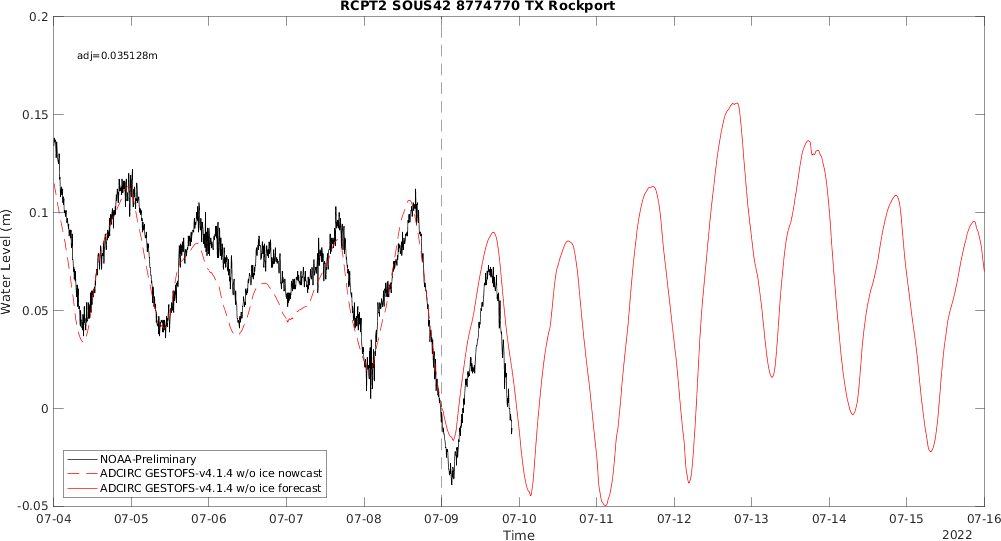 RCPT2 SOUS42 8774770 TX Rockport
0.2
adj=0.035128m
0.15
0.1
Water Level (m)
0.05
0
NOAA-Preliminary
ADCIRC GESTOFS-v4.1.4 w/o ice nowcast
ADCIRC GESTOFS-v4.1.4 w/o ice forecast
-0.05
07-04 07-05 07-06 07-07 07-08 07-09 07-10 07-11 07-12 07-13 07-14 07-15 07-16
Time
2022